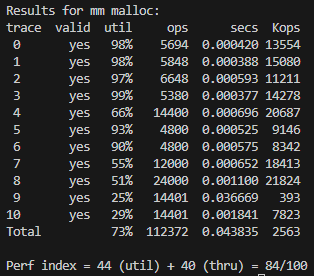 Results for mm malloc:
trace valid util ops secs Kops
0 yes 98% 5694 0.000420 13554
1 yes 98% 5848 0.000388 15080
2 yes 97% 6648 0.000593 11211
3 yes 99% 5380 0.000377 14278
4 yes 66% 14400 0.000696 20687
5 yes 93% 4800 0.000525 9146
6 yes 90% 4800 0.000575 8342
7 yes 55% 12000 0.000652 18413
8 yes 51% 24000 0.001100 21824
9 yes 25% 14401 0.036669 393
10 yes 29% 14401 0.001841 7823
Total 73% 112372 0.043835 2563
Perf index = 44 (util) + 40 (thru) = 84/100